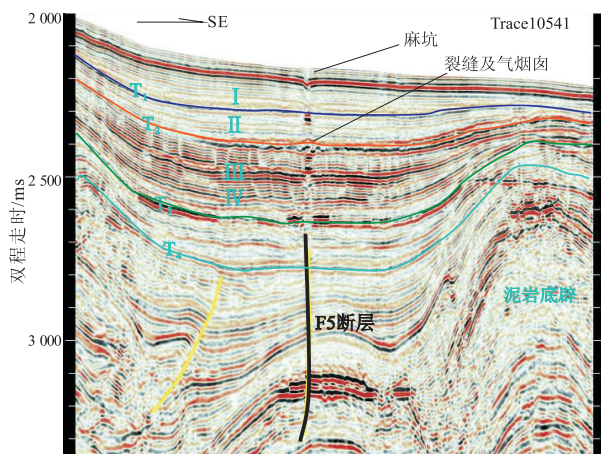 2 000
SE
Trace10541
麻坑
裂缝及气烟囱
T₁
I
T₂
II
2 500
III
IV
T₃
T₄
双程走时/ms
泥岩底辟
F5断层
3 000